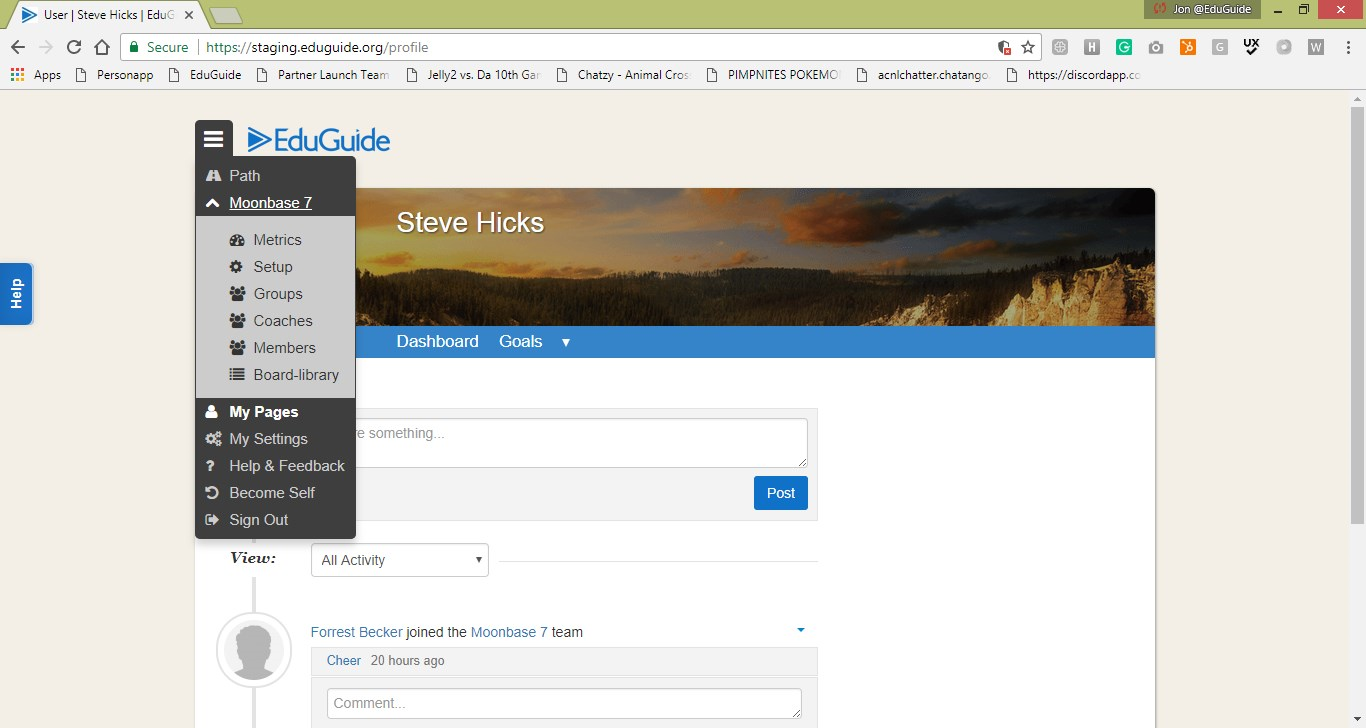 User | Steve Hicks | EduG
Jon @EduGuide
Secure https://staging.eduguide.org/profile
UX
Apps Personapp EduGuide Partner Launch Team Jelly2 vs. Da 10th Gar Chatzy - Animal Cros PIMPNITES POKEMO acnlchatter.chatango. https://discordapp.co
EduGuide
Path
Moonbase 7
Metrics
Setup
Groups
Coaches
Members
Board-library
My Pages
My Settings
Help & Feedback
Become Self
Sign Out
Help
Steve Hicks
Dashboard Goals
re something...
Post
View: All Activity
Forrest Becker joined the Moonbase 7 team
Cheer 20 hours ago
Comment...